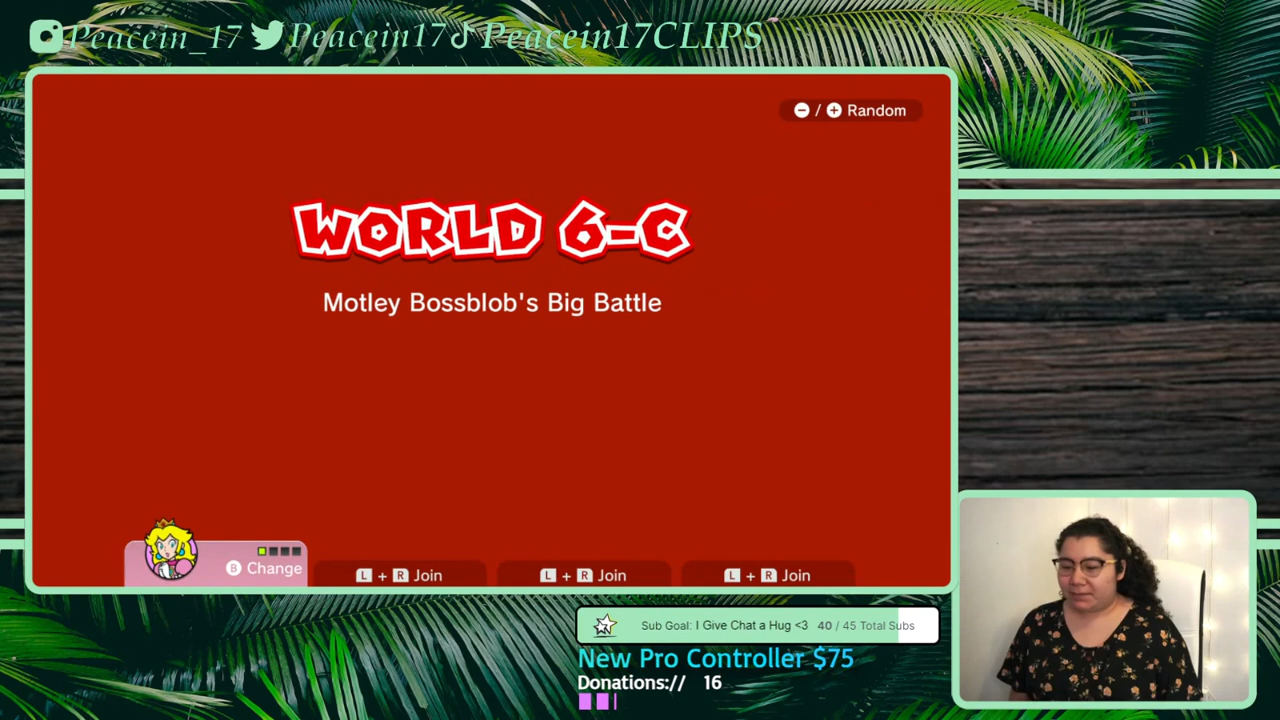 Peacein_17 Peacein17 Peacein17CLIPS
- / + Random
WORLD 6-C
Motley Bossblob's Big Battle
B Change
L + R Join
L + R Join
L + R Join
Sub Goal: I Give Chat a Hug <3 40 / 45 Total Subs
New Pro Controller $75
Donations:// 16